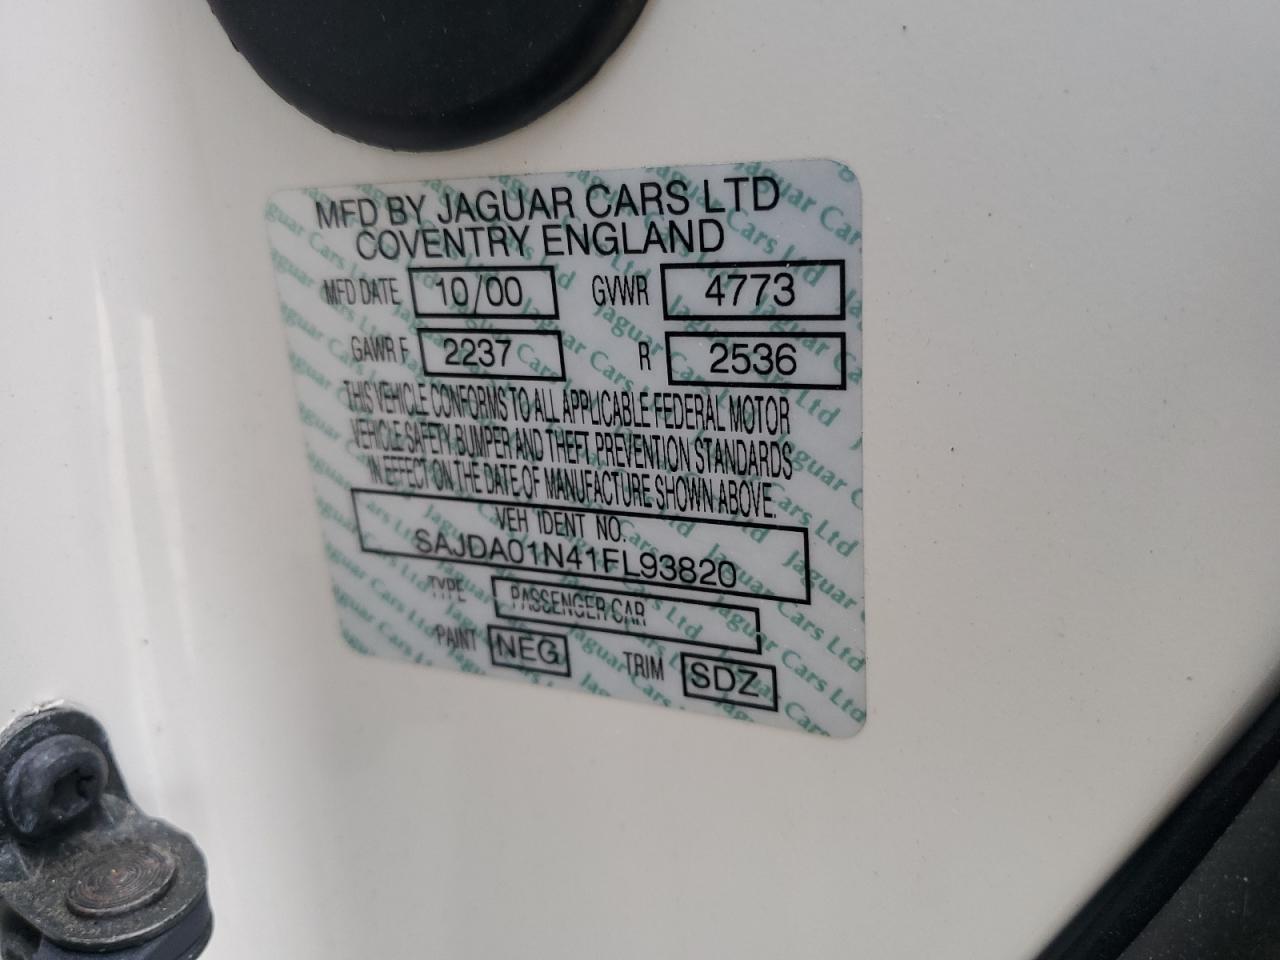 MFD BY JAGUAR CARS LTD
COVENTRY ENGLAND
MFD DATE 10/00 GVWR 4773
GAWR F 2237 R 2536
THIS VEHICLE CONFORMS TO ALL APPLICABLE FEDERAL MOTOR
VEHICLE SAFETY, BUMPER AND THEFT PREVENTION STANDARDS
IN EFFECT ON THE DATE OF MANUFACTURE SHOWN ABOVE.
VEH IDENT NO.
SAJDA01N41FL93820
TYPE PASSENGER CAR
PAINT NEG TRIM SDZ